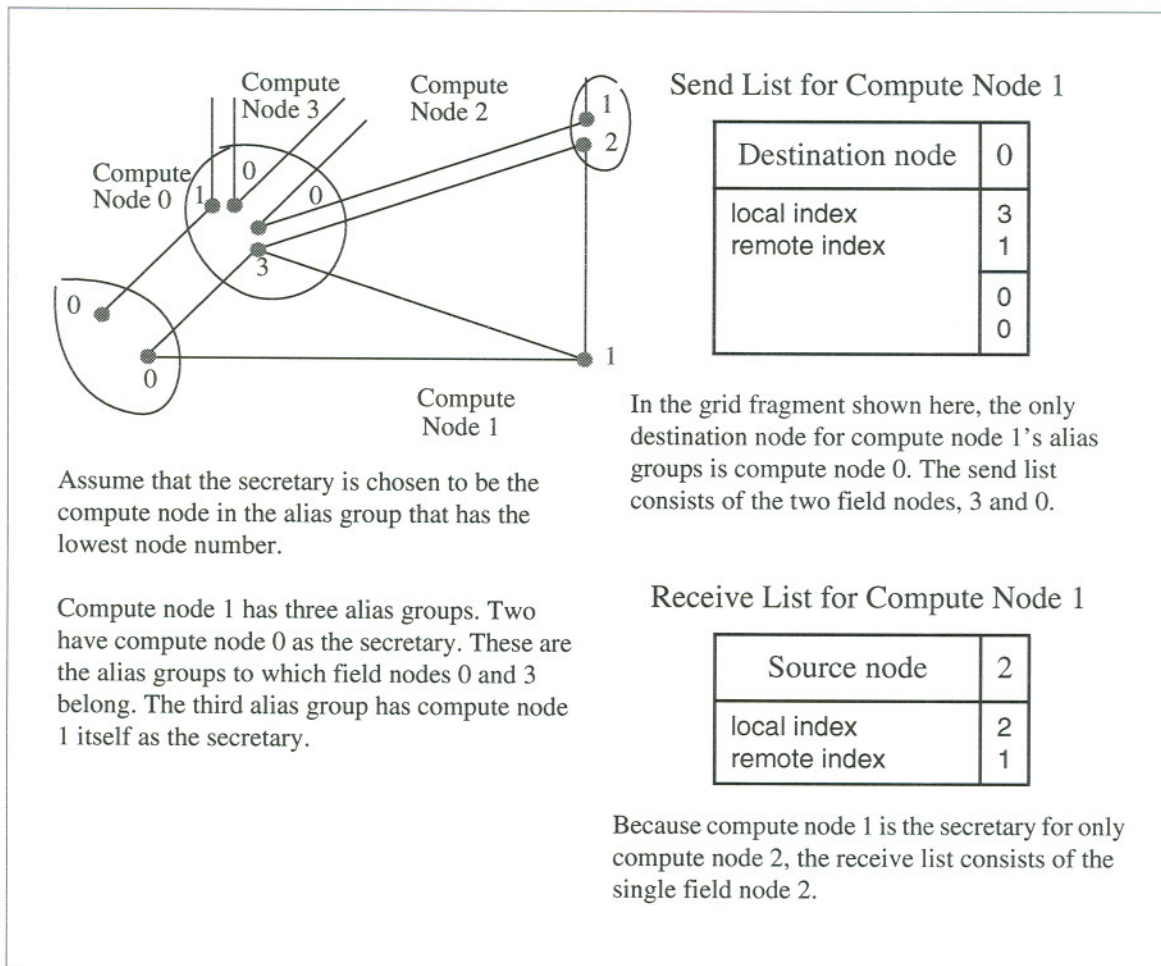 Compute
Node 3
Compute
Node 2
Compute
Node 0
1
0
0
3
0
0
1
2
1
Compute
Node 1
Assume that the secretary is chosen to be the
compute node in the alias group that has the
lowest node number.
Compute node 1 has three alias groups. Two
have compute node 0 as the secretary. These are
the alias groups to which field nodes 0 and 3
belong. The third alias group has compute node
1 itself as the secretary.
Send List for Compute Node 1
Destination node 0
local index 3
remote index 1
0
0
In the grid fragment shown here, the only
destination node for compute node 1's alias
groups is compute node 0. The send list
consists of the two field nodes, 3 and 0.
Receive List for Compute Node 1
Source node 2
local index 2
remote index 1
Because compute node 1 is the secretary for only
compute node 2, the receive list consists of the
single field node 2.